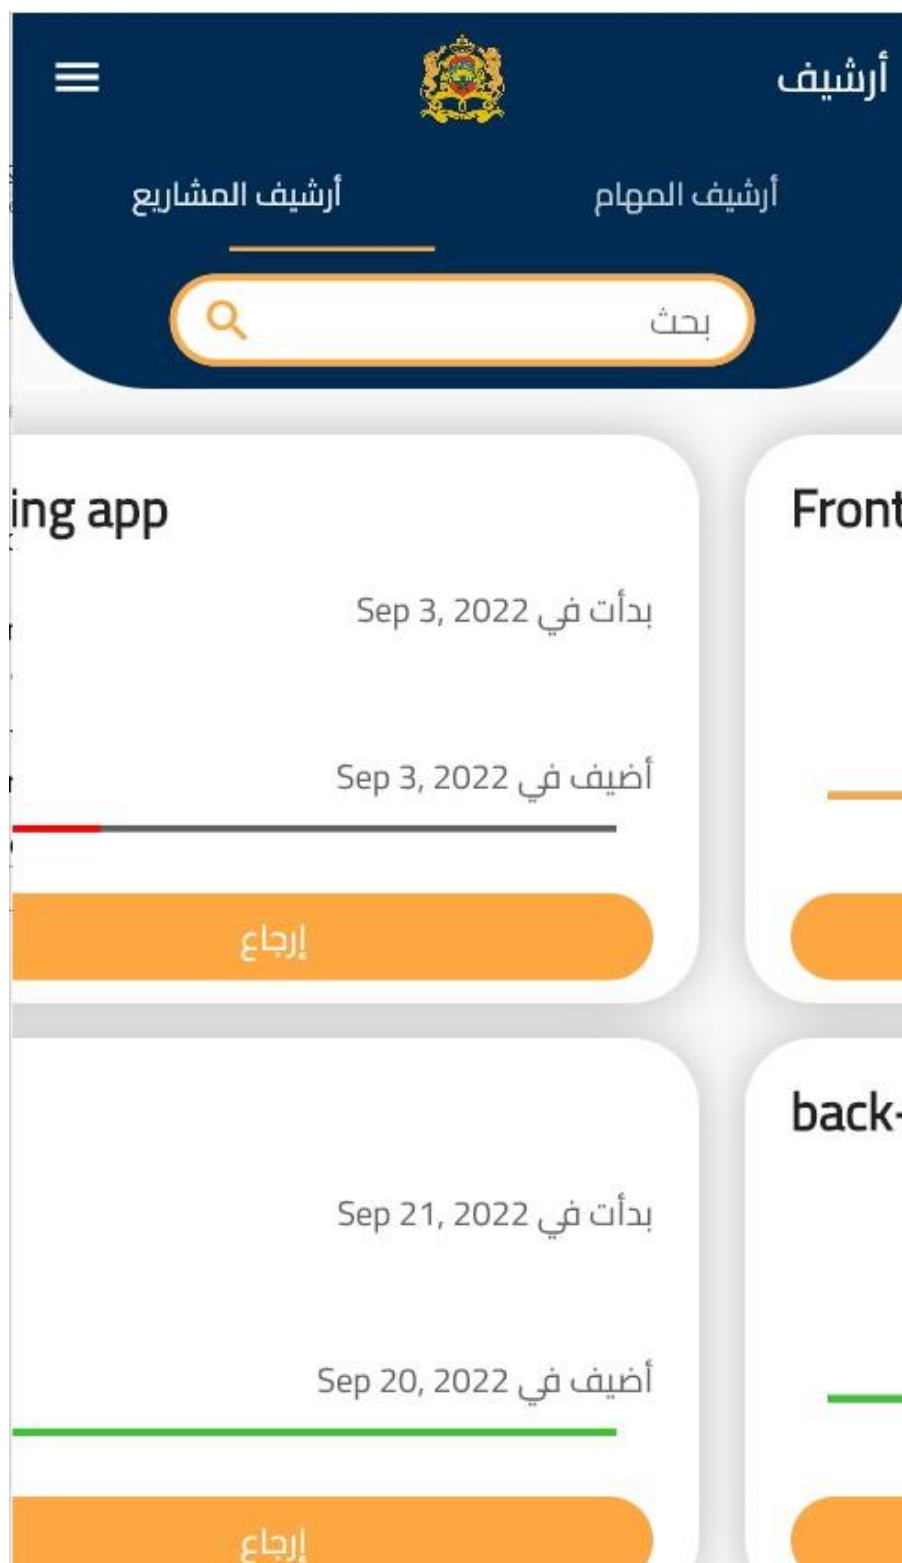 أرشيف
أرشيف المهام
أرشيف المشاريع
بحث
Front
ing app
بدأت في Sep 3, 2022
أضيف في Sep 3, 2022
إرجاع
back-
بدأت في Sep 21, 2022
أضيف في Sep 20, 2022
إرجاع